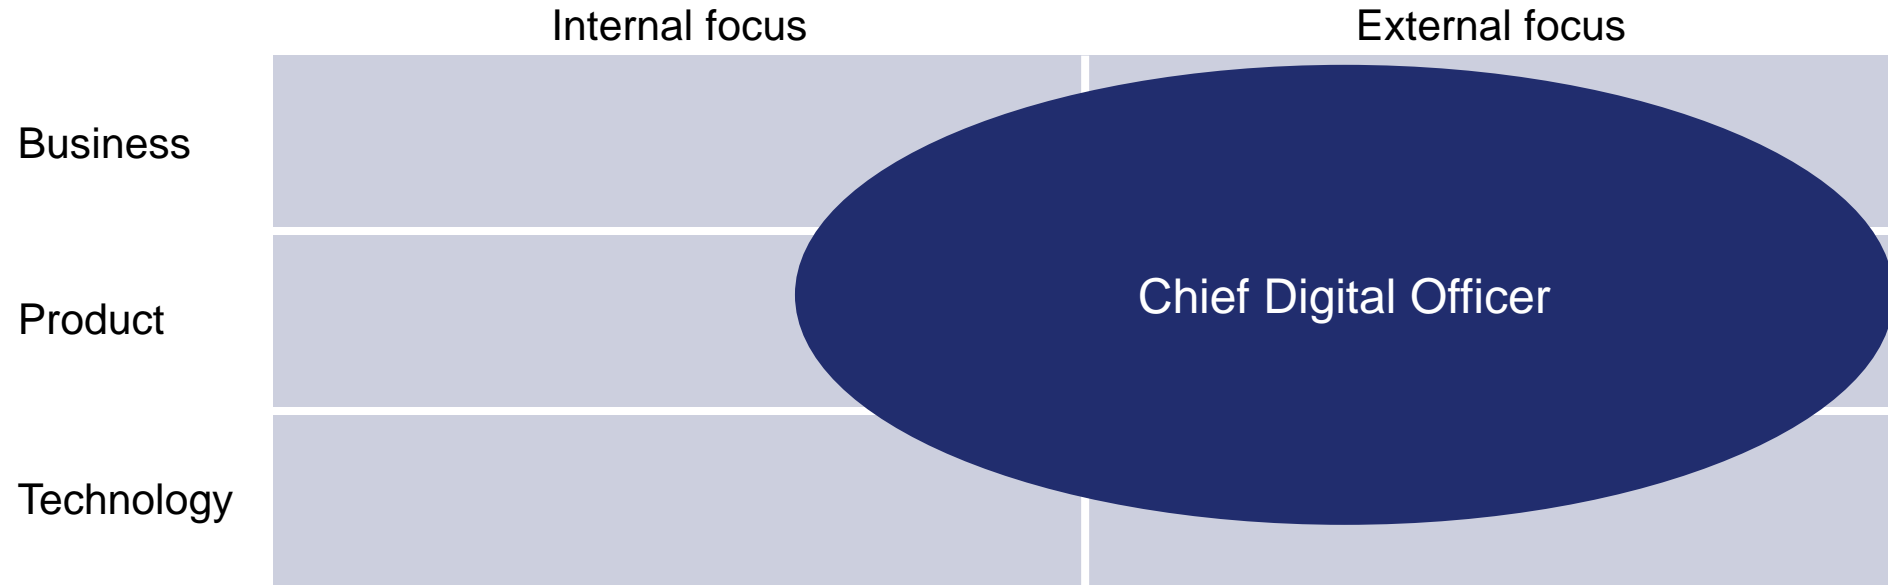 Internal focus
External focus
Business
Chief Digital Officer
Product
Technology